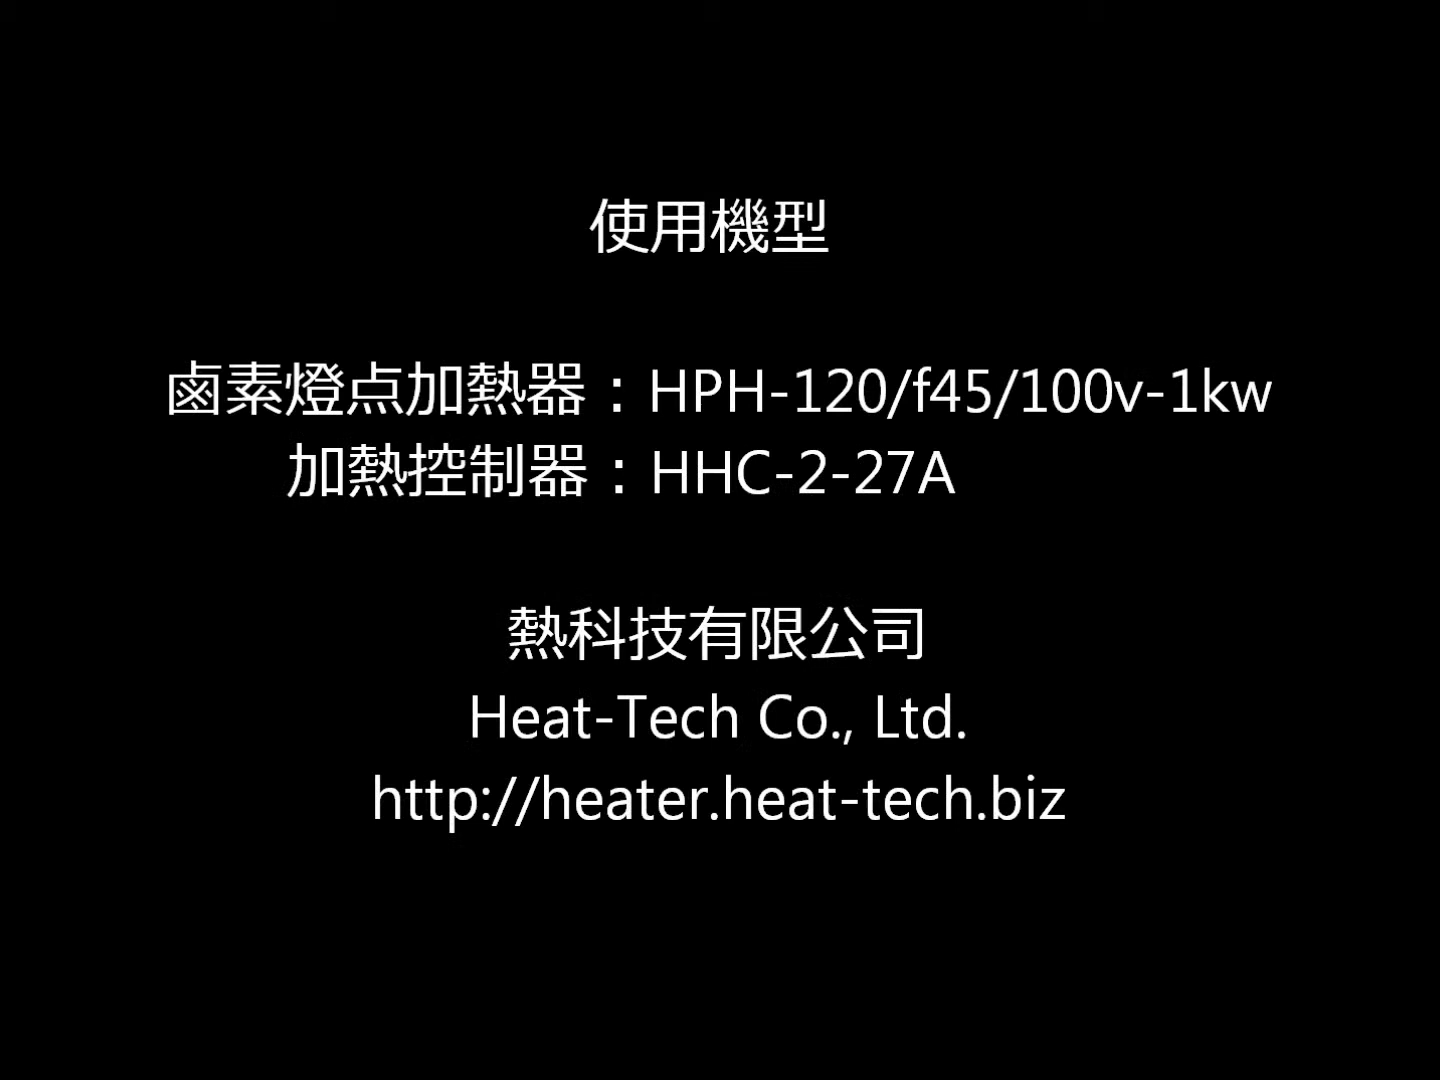 使用機型
鹵素燈点加熱器：HPH-120/f45/100v-1kw
加熱控制器：HHC-2-27A
熱科技有限公司
Heat-Tech Co., Ltd.
http://heater.heat-tech.biz